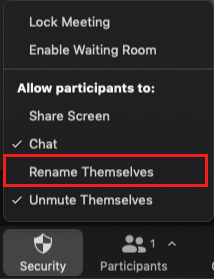 Lock Meeting
Enable Waiting Room
Allow participants to:
Share Screen
✓ Chat
Rename Themselves
✓ Unmute Themselves
1
Security Participants